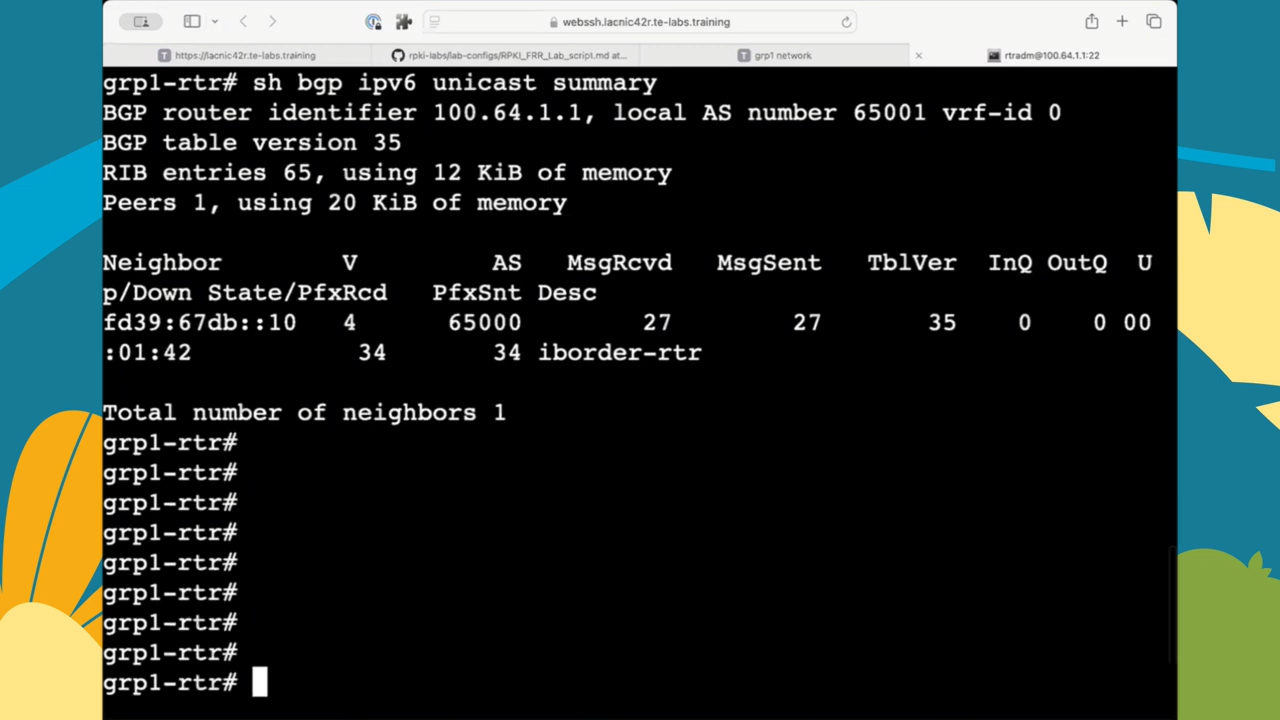 webssh.lacnic42r.te-labs.training
https://lacnic42r.te-labs.training
rpki-labs/lab-configs/RPKI_FRR_Lab_script.md at...
grp1 network
rtradm@100.64.1.1:22
grp1-rtr# sh bgp ipv6 unicast summary
BGP router identifier 100.64.1.1, local AS number 65001 vrf-id 0
BGP table version 35
RIB entries 65, using 12 KiB of memory
Peers 1, using 20 KiB of memory
Neighbor V AS MsgRcvd MsgSent TblVer InQ OutQ U
p/Down State/PfxRcd PfxSnt Desc
fd39:67db::10 4 65000 27 27 35 0 0 00
:01:42 34 34 iborder-rtr
Total number of neighbors 1
grp1-rtr#
grp1-rtr#
grp1-rtr#
grp1-rtr#
grp1-rtr#
grp1-rtr#
grp1-rtr#
grp1-rtr#
grp1-rtr#